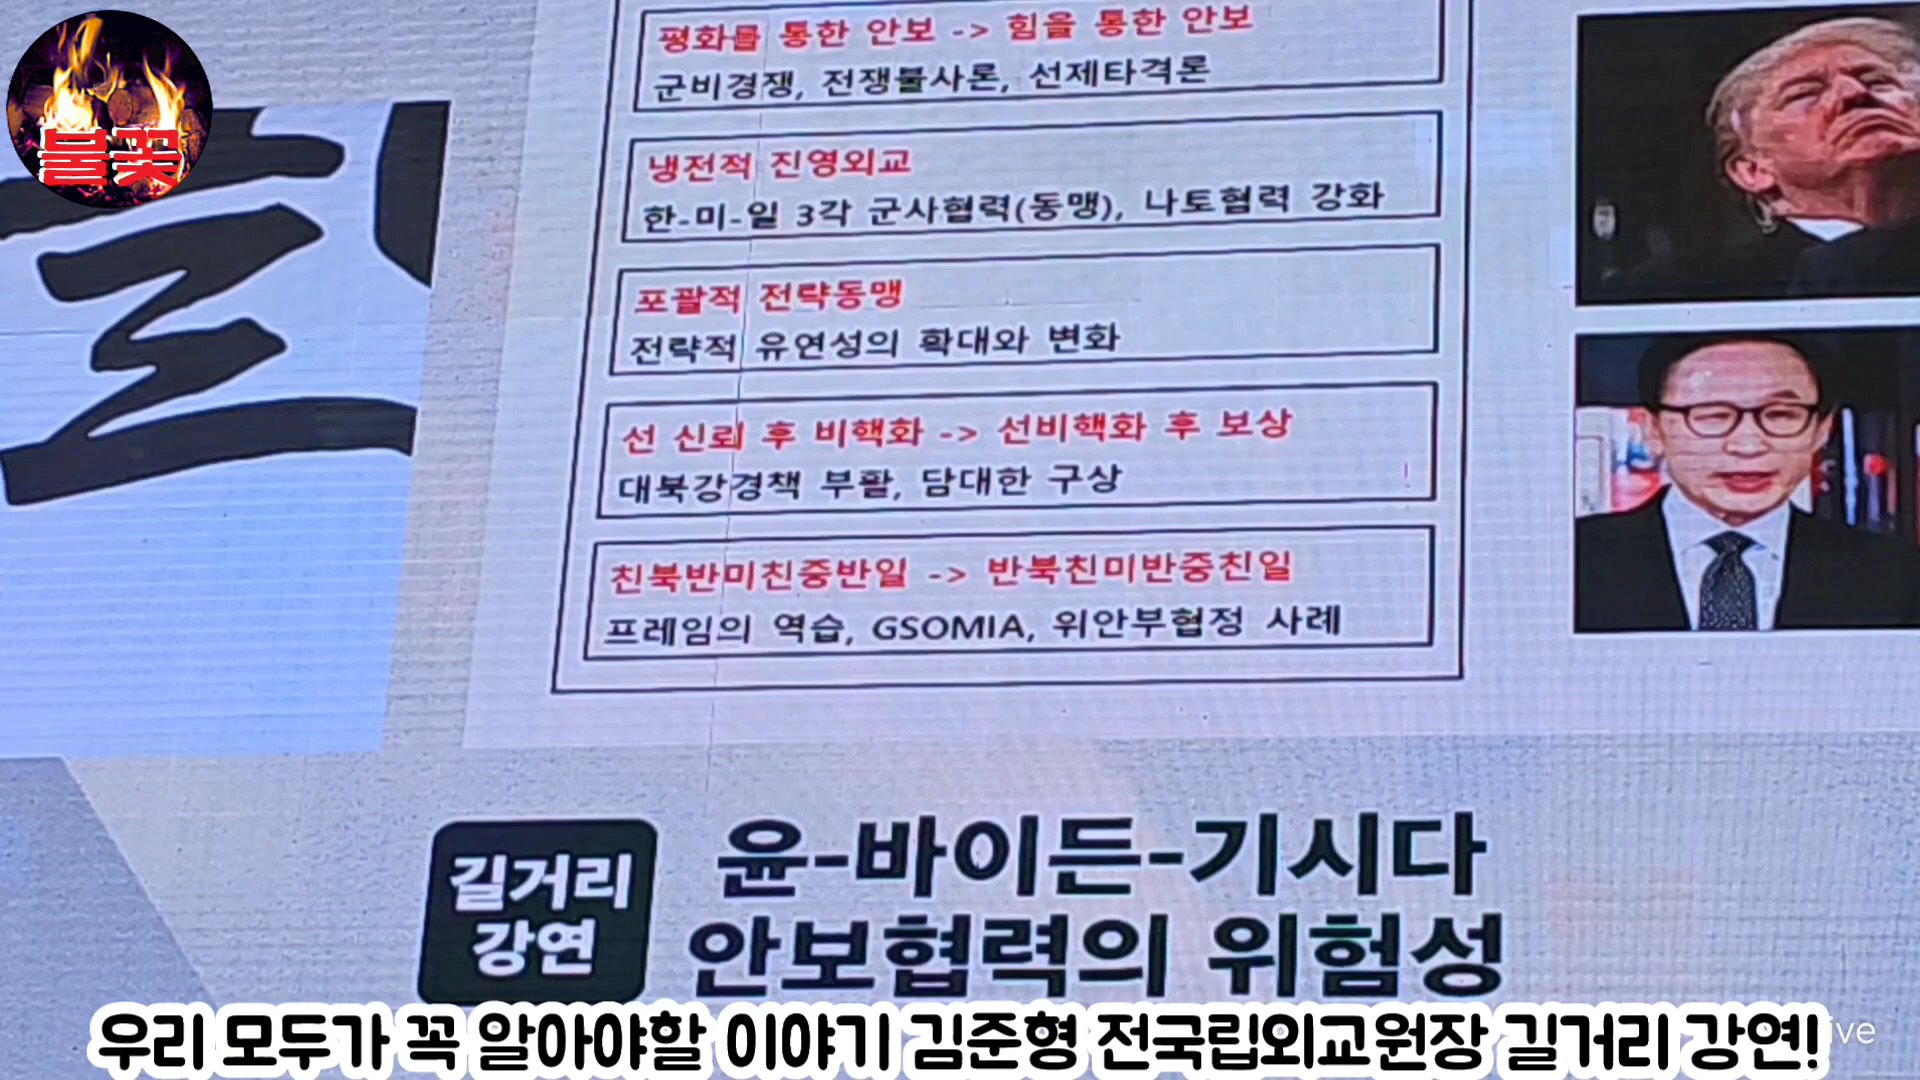 불꽃
평화를 통한 안보 -> 힘을 통한 안보
군비경쟁, 전쟁불사론, 선제타격론
냉전적 진영외교
한-미-일 3각 군사협력(동맹), 나토협력 강화
포괄적 전략동맹
전략적 유연성의 확대와 변화
선 신뢰 후 비핵화 -> 선비핵화 후 보상
대북강경책 부활, 담대한 구상
친북반미친중반일 -> 반북친미반중친일
프레임의 역습, GSOMIA, 위안부협정 사례
길거리
강연
윤-바이든-기시다
안보협력의 위험성
우리 모두가 꼭 알아야할 이야기 김준형 전국립외교원장 길거리 강연!